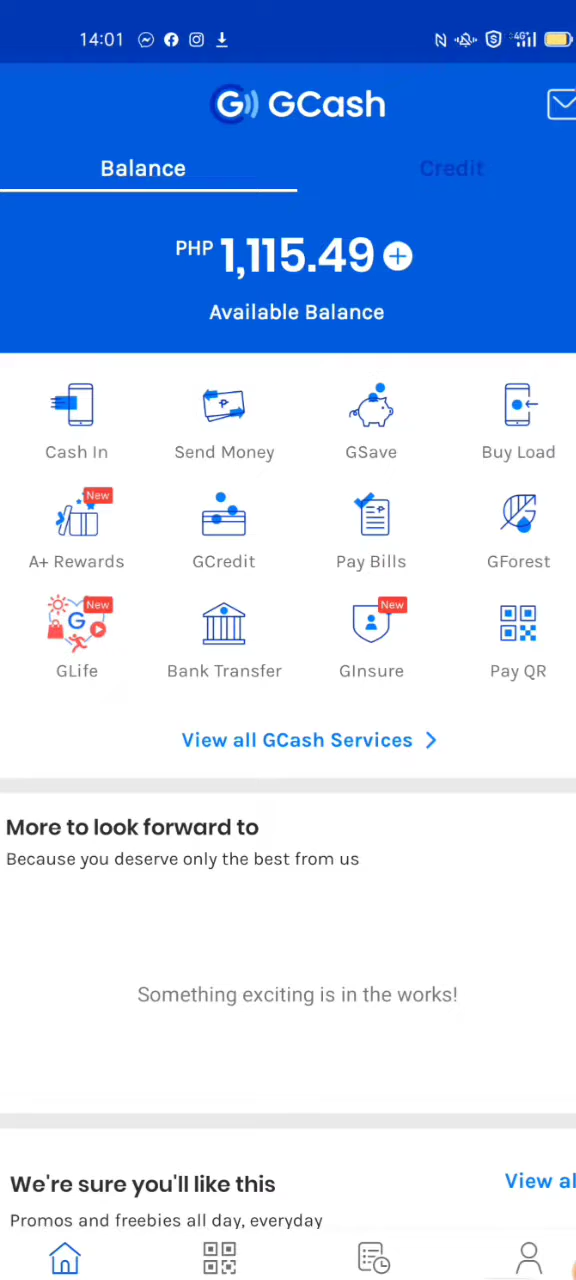 14:01
4G+
GCash
Balance Credit
PHP 1,115.49
Available Balance
Cash In Send Money GSave Buy Load
New
A+ Rewards GCredit Pay Bills GForest
New New
GLife Bank Transfer GInsure Pay QR
View all GCash Services
More to look forward to
Because you deserve only the best from us
Something exciting is in the works!
We're sure you'll like this View al
Promos and freebies all day, everyday